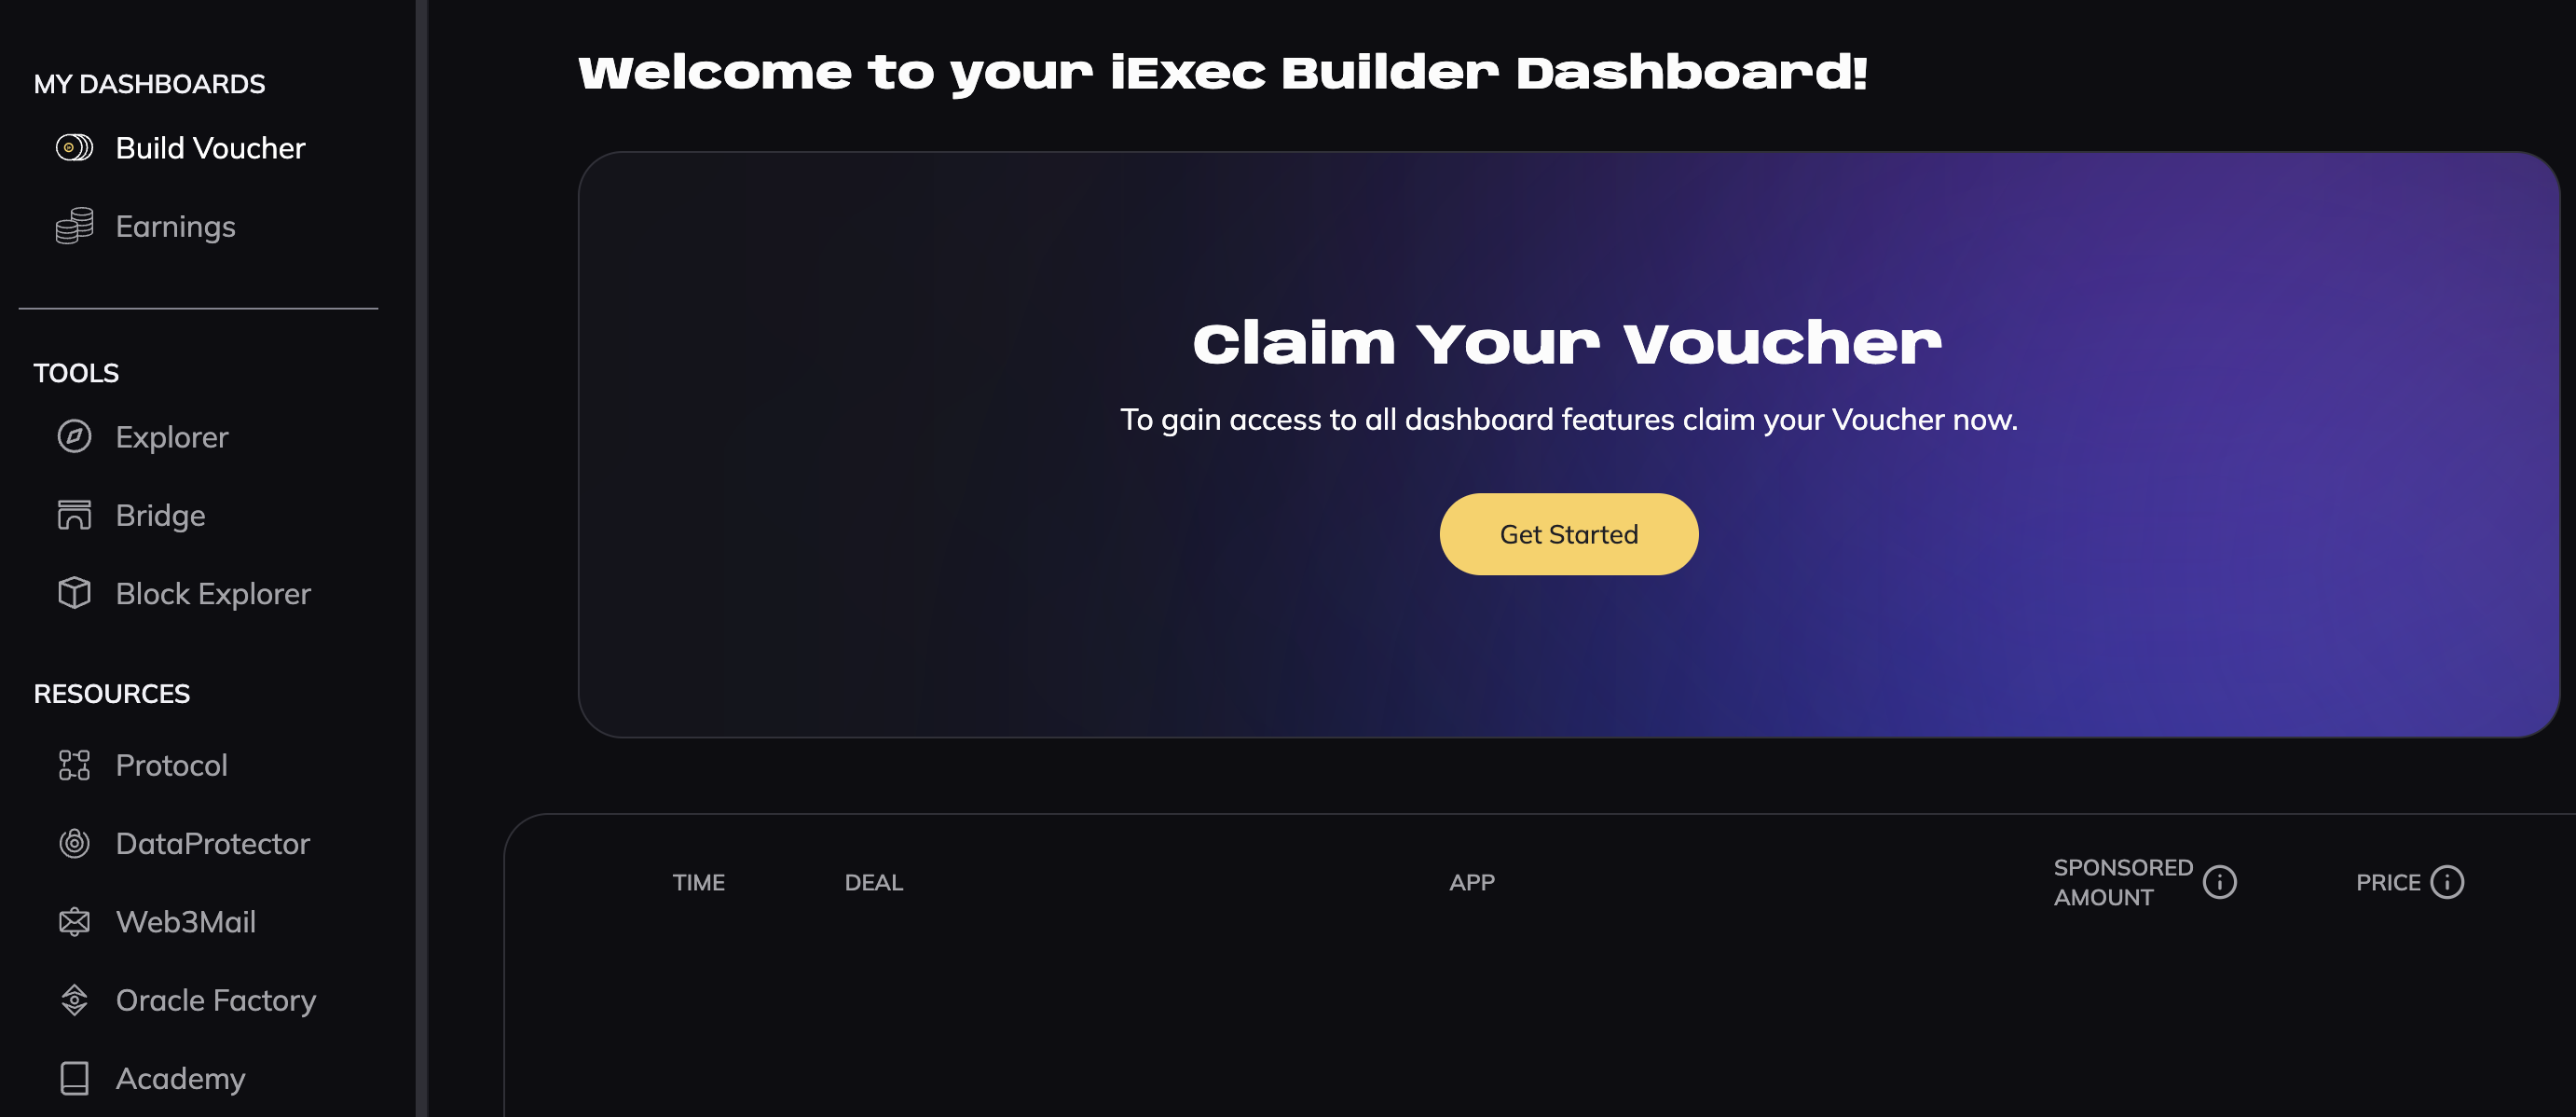 MY DASHBOARDS
Build Voucher
Earnings
TOOLS
Explorer
Bridge
Block Explorer
RESOURCES
Protocol
DataProtector
Web3Mail
Oracle Factory
Academy
Welcome to your iExec Builder Dashboard!
Claim Your Voucher
To gain access to all dashboard features claim your Voucher now.
Get Started
TIME DEAL APP SPONSORED AMOUNT PRICE